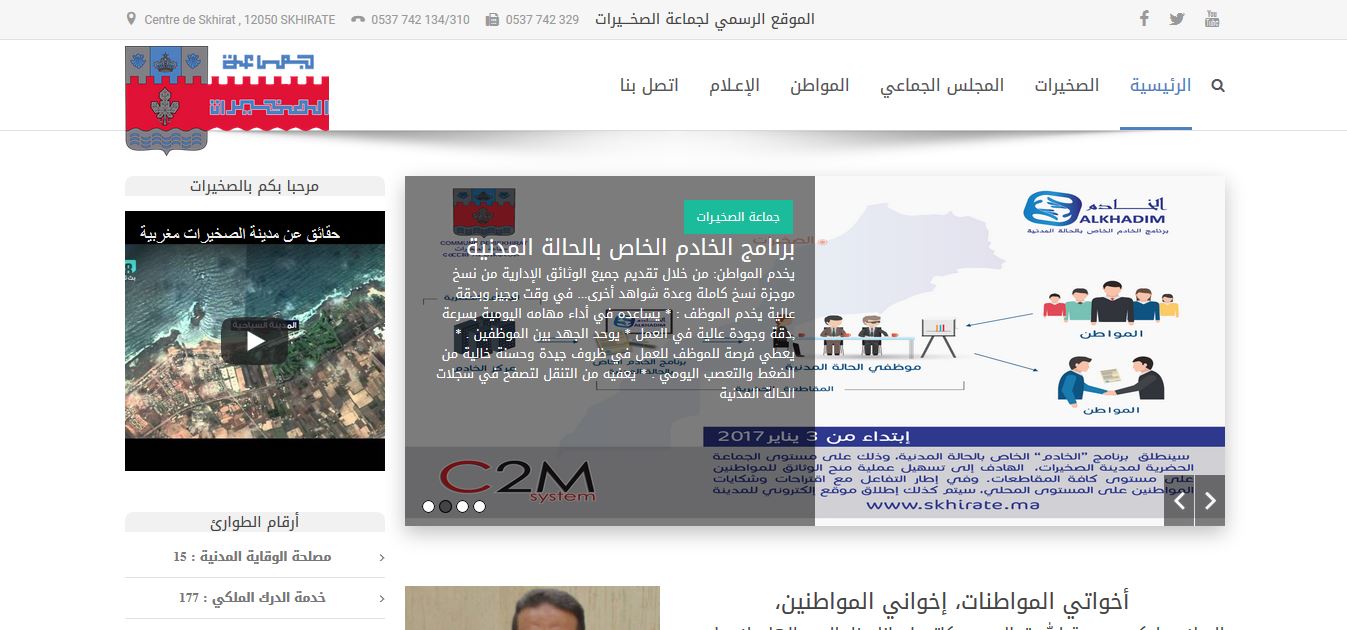 Centre de Skhirat , 12050 SKHIRATE
0537 742 134/310
0537 742 329
الموقع الرسمي لجماعة الصخـيرات
You Tube
جماعة
الصخيرات
الرئيسية
الصخيرات
المجلس الجماعي
المواطن
الإعـلام
اتصل بنا
مرحبا بكم بالصخيرات
حقائق عن مدينة الصخيرات مغربية
المدينة السياحية
أرقام الطوارئ
مصلحة الوقاية المدنية : 15
خدمة الدرك الملكي : 177
جماعة الصخيرات
برنامج الخادم الخاص بالحالة المدنية
يخدم المواطن: من خلال تقديم جميع الوثائق الإدارية من نسخ
موجزة نسخ كاملة وعدة شواهد أخرى... في وقت وجيز وبدقة
عالية يخدم الموظف : * يساعده في أداء مهامه اليومية بسرعة
بدقة وجودة عالية في العمل * يوحد الجهد بين الموظفين . *
يعطي فرصة للموظف للعمل في ظروف جيدة وحسنة خالية من
الضغط والتعصب اليومي . * يعفيه من التنقل لتصفح في سجلات
الحالة المدنية
الخـــادم
ALKHADIM
برنامج الخادم الخاص بالحالة المدنية
المواطن
موظفي الحالة المدنية
المواطن
إبتداء من 3 يناير 2017
سينطلق برنامج "الخادم" الخاص بالحالة المدنية، وذلك على مستوى الجماعة
الحضرية لمدينة الصخيرات، الهادف إلى تسهيل عملية منح الوثائق للمواطنين
على مستوى كافة المقاطعات. وفي إطار التفاعل مع اقتراحات وشكايات
المواطنين على المستوى المحلي، سيتم كذلك إطلاق موقع إلكتروني للمدينة
www.skhirate.ma
C2M
system
أخواتي المواطنات، إخواني المواطنين،